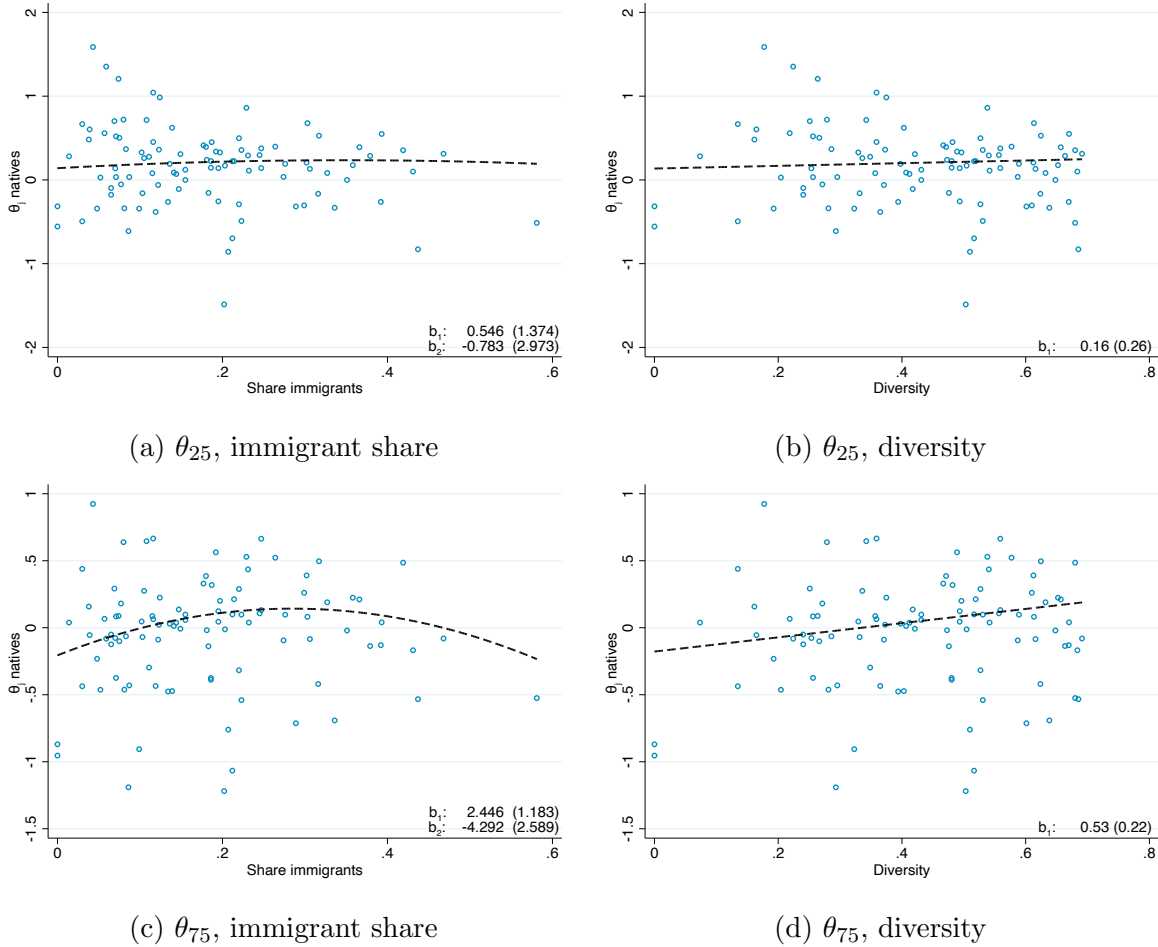 2
1
0
-1
-2
θj natives
b1: 0.546 (1.374)
b2: -0.783 (2.973)
0 .2 .4 .6
Share immigrants
(a) θ25, immigrant share
2
1
0
-1
-2
θj natives
b1: 0.16 (0.26)
0 .2 .4 .6 .8
Diversity
(b) θ25, diversity
1
.5
0
-.5
-1
-1.5
θj natives
b1: 2.446 (1.183)
b2: -4.292 (2.589)
0 .2 .4 .6
Share immigrants
(c) θ75, immigrant share
1
.5
0
-.5
-1
-1.5
θj natives
b1: 0.53 (0.22)
0 .2 .4 .6 .8
Diversity
(d) θ75, diversity